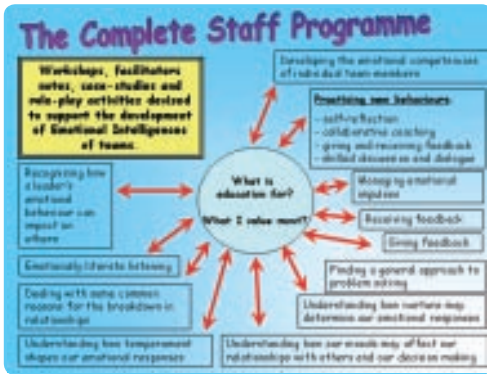 The Complete Staff Programme
Workshops, facilitators
notes, case-studies and
role-play activities desired
to support the development
of Emotional Intelligences
of teams.
Developing the emotional competencies
of individual team members
Practising new behaviours:
- self-reflection
- collaborative coaching
- giving and receiving feedback
- skilled discussion and dialogue
Recognising how
a leader's
emotional
behaviour can
impact on
others
What is
education for?
What I value most?
Managing emotional
impulses
Receiving feedback
Giving feedback
Emotionally literate listening
Finding a general approach to
problem
Dealing with some common
reasons for the breakdown in
relationships
Understanding how nurture may
determine our emotional responses
Understanding how temperament
shapes our emotional responses
Understanding how our moods may affect our
relationships with others and our decision making